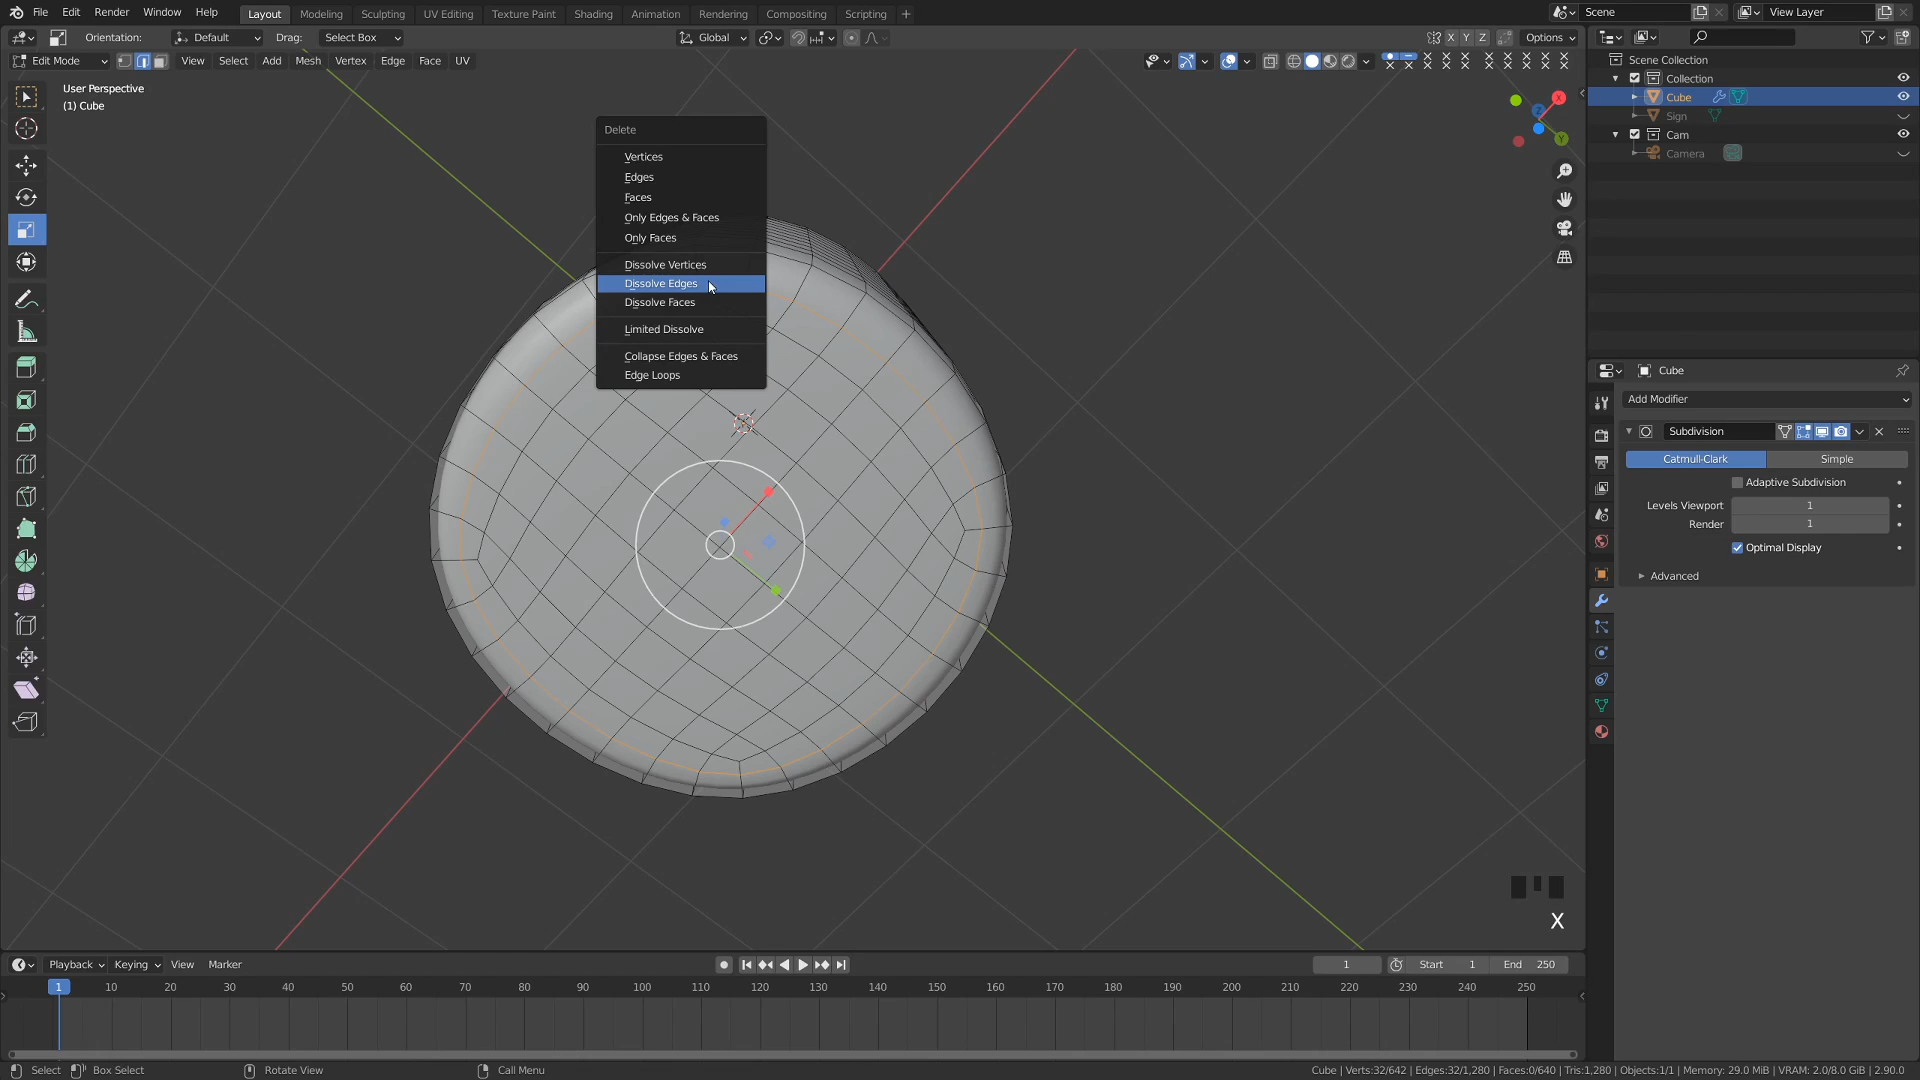 File Edit Render Window Help Layout Modeling Sculpting UV Editing Texture Paint Shading Animation Rendering Compositing Scripting + Scene View Layer
Orientation: Default Drag: Select Box Global X Y Z Options
Edit Mode View Select Add Mesh Vertex Edge Face UV
User Perspective
(1) Cube
Delete
Vertices
Edges
Faces
Only Edges & Faces
Only Faces
Dissolve Vertices
Dissolve Edges
Dissolve Faces
Limited Dissolve
Collapse Edges & Faces
Edge Loops
X
Y
Z
X
Scene Collection
Collection
Cube
Sign
Cam
Camera
Cube
Add Modifier
Subdivision
Catmull-Clark Simple
Adaptive Subdivision
Levels Viewport 1
Render 1
Optimal Display
Advanced
Playback Keying View Marker 1 Start 1 End 250
1 10 20 30 40 50 60 70 80 90 100 110 120 130 140 150 160 170 180 190 200 210 220 230 240 250
Select Box Select Rotate View Call Menu Cube | Verts:32/642 | Edges:32/1,280 | Faces:0/640 | Tris:1,280 | Objects:1/1 | Memory: 29.0 MiB | VRAM: 2.0/8.0 GiB | 2.90.0